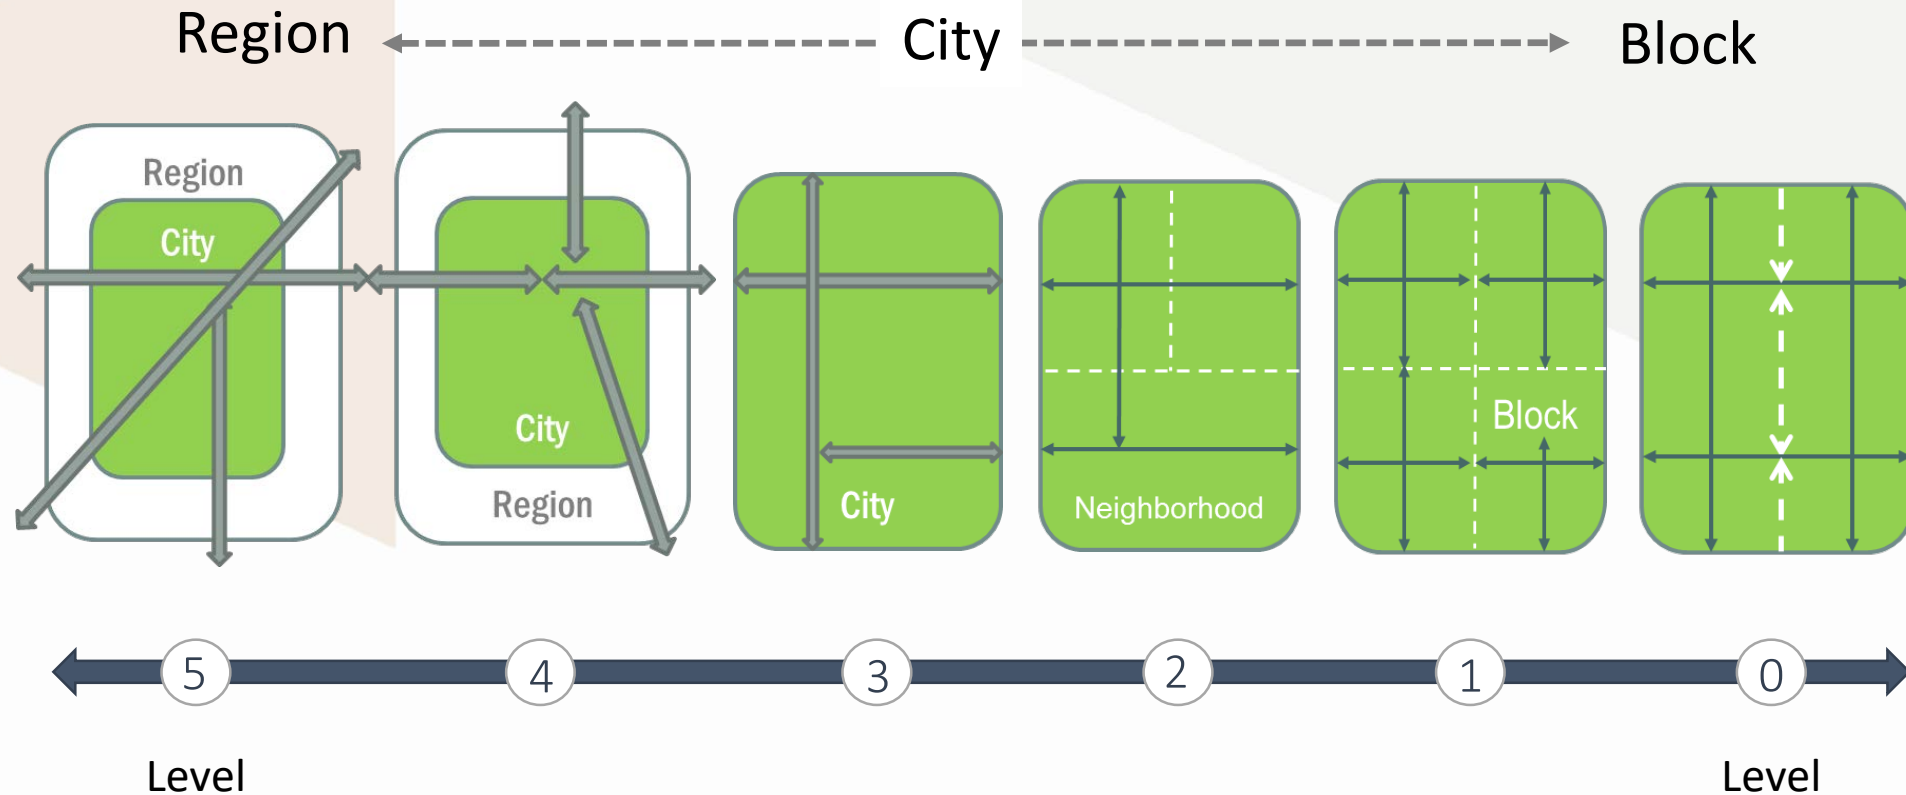 Region
City
Block
Region
City
City
Region
City
Neighborhood
Block
5
4
3
2
1
0
Level
Level